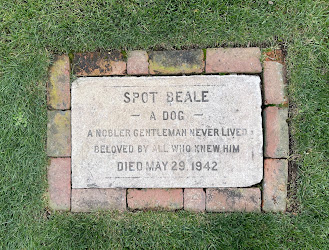 SPOT BEALE
— A DOG —
A NOBLER GENTLEMAN NEVER LIVED
BELOVED BY ALL WHO KNEW HIM
DIED MAY 29, 1942